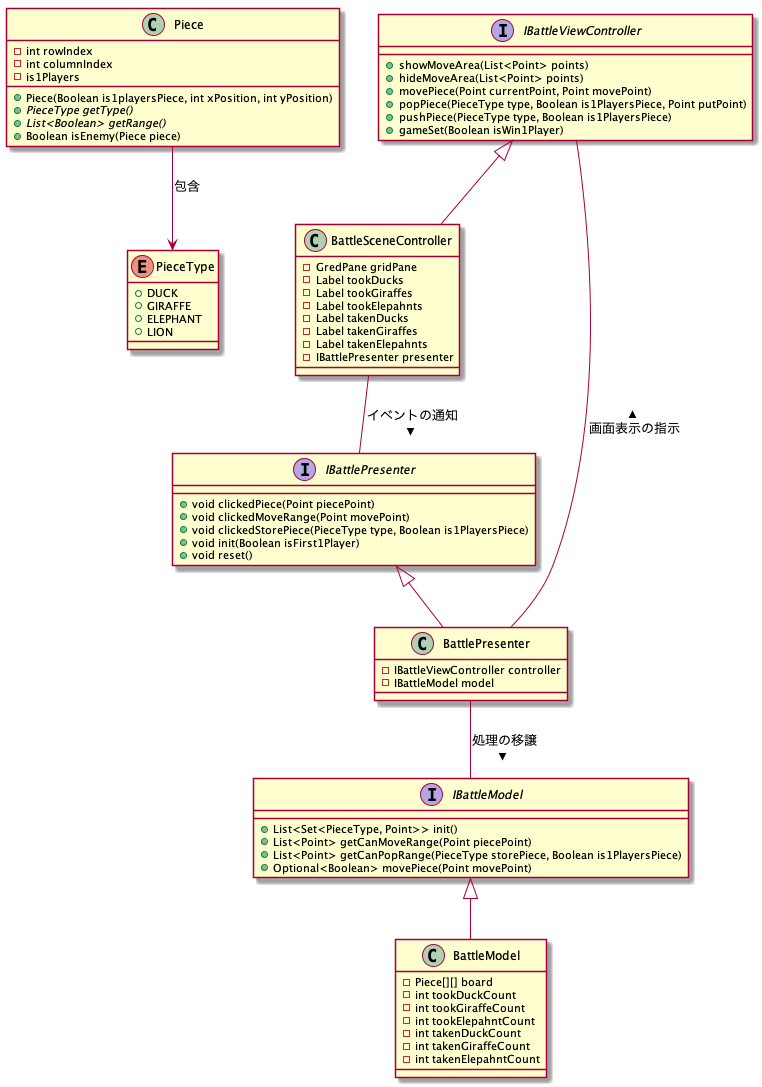 C Piece
int rowIndex
int columnIndex
is1Players
Piece(Boolean is1playersPiece, int xPosition, int yPosition)
PieceType getType()
List<Boolean> getRange()
Boolean isEnemy(Piece piece)
I IBattleViewController
showMoveArea(List<Point> points)
hideMoveArea(List<Point> points)
movePiece(Point currentPoint, Point movePoint)
popPiece(PieceType type, Boolean is1PlayersPiece, Point putPoint)
pushPiece(PieceType type, Boolean is1PlayersPiece)
gameSet(Boolean isWin1Player)
包含
E PieceType
DUCK
GIRAFFE
ELEPHANT
LION
C BattleSceneController
GredPane gridPane
Label tookDucks
Label tookGiraffes
Label tookElepahnts
Label takenDucks
Label takenGiraffes
Label takenElepahnts
IBattlePresenter presenter
イベントの通知
▼
▲
画面表示の指示
I IBattlePresenter
void clickedPiece(Point piecePoint)
void clickedMoveRange(Point movePoint)
void clickedStorePiece(PieceType type, Boolean is1PlayersPiece)
void init(Boolean isFirst1Player)
void reset()
C BattlePresenter
IBattleViewController controller
IBattleModel model
処理の移譲
▼
I IBattleModel
List<Set<PieceType, Point>> init()
List<Point> getCanMoveRange(Point piecePoint)
List<Point> getCanPopRange(PieceType storePiece, Boolean is1PlayersPiece)
Optional<Boolean> movePiece(Point movePoint)
C BattleModel
Piece[][] board
int tookDuckCount
int tookGiraffeCount
int tookElepahntCount
int takenDuckCount
int takenGiraffeCount
int takenElepahntCount